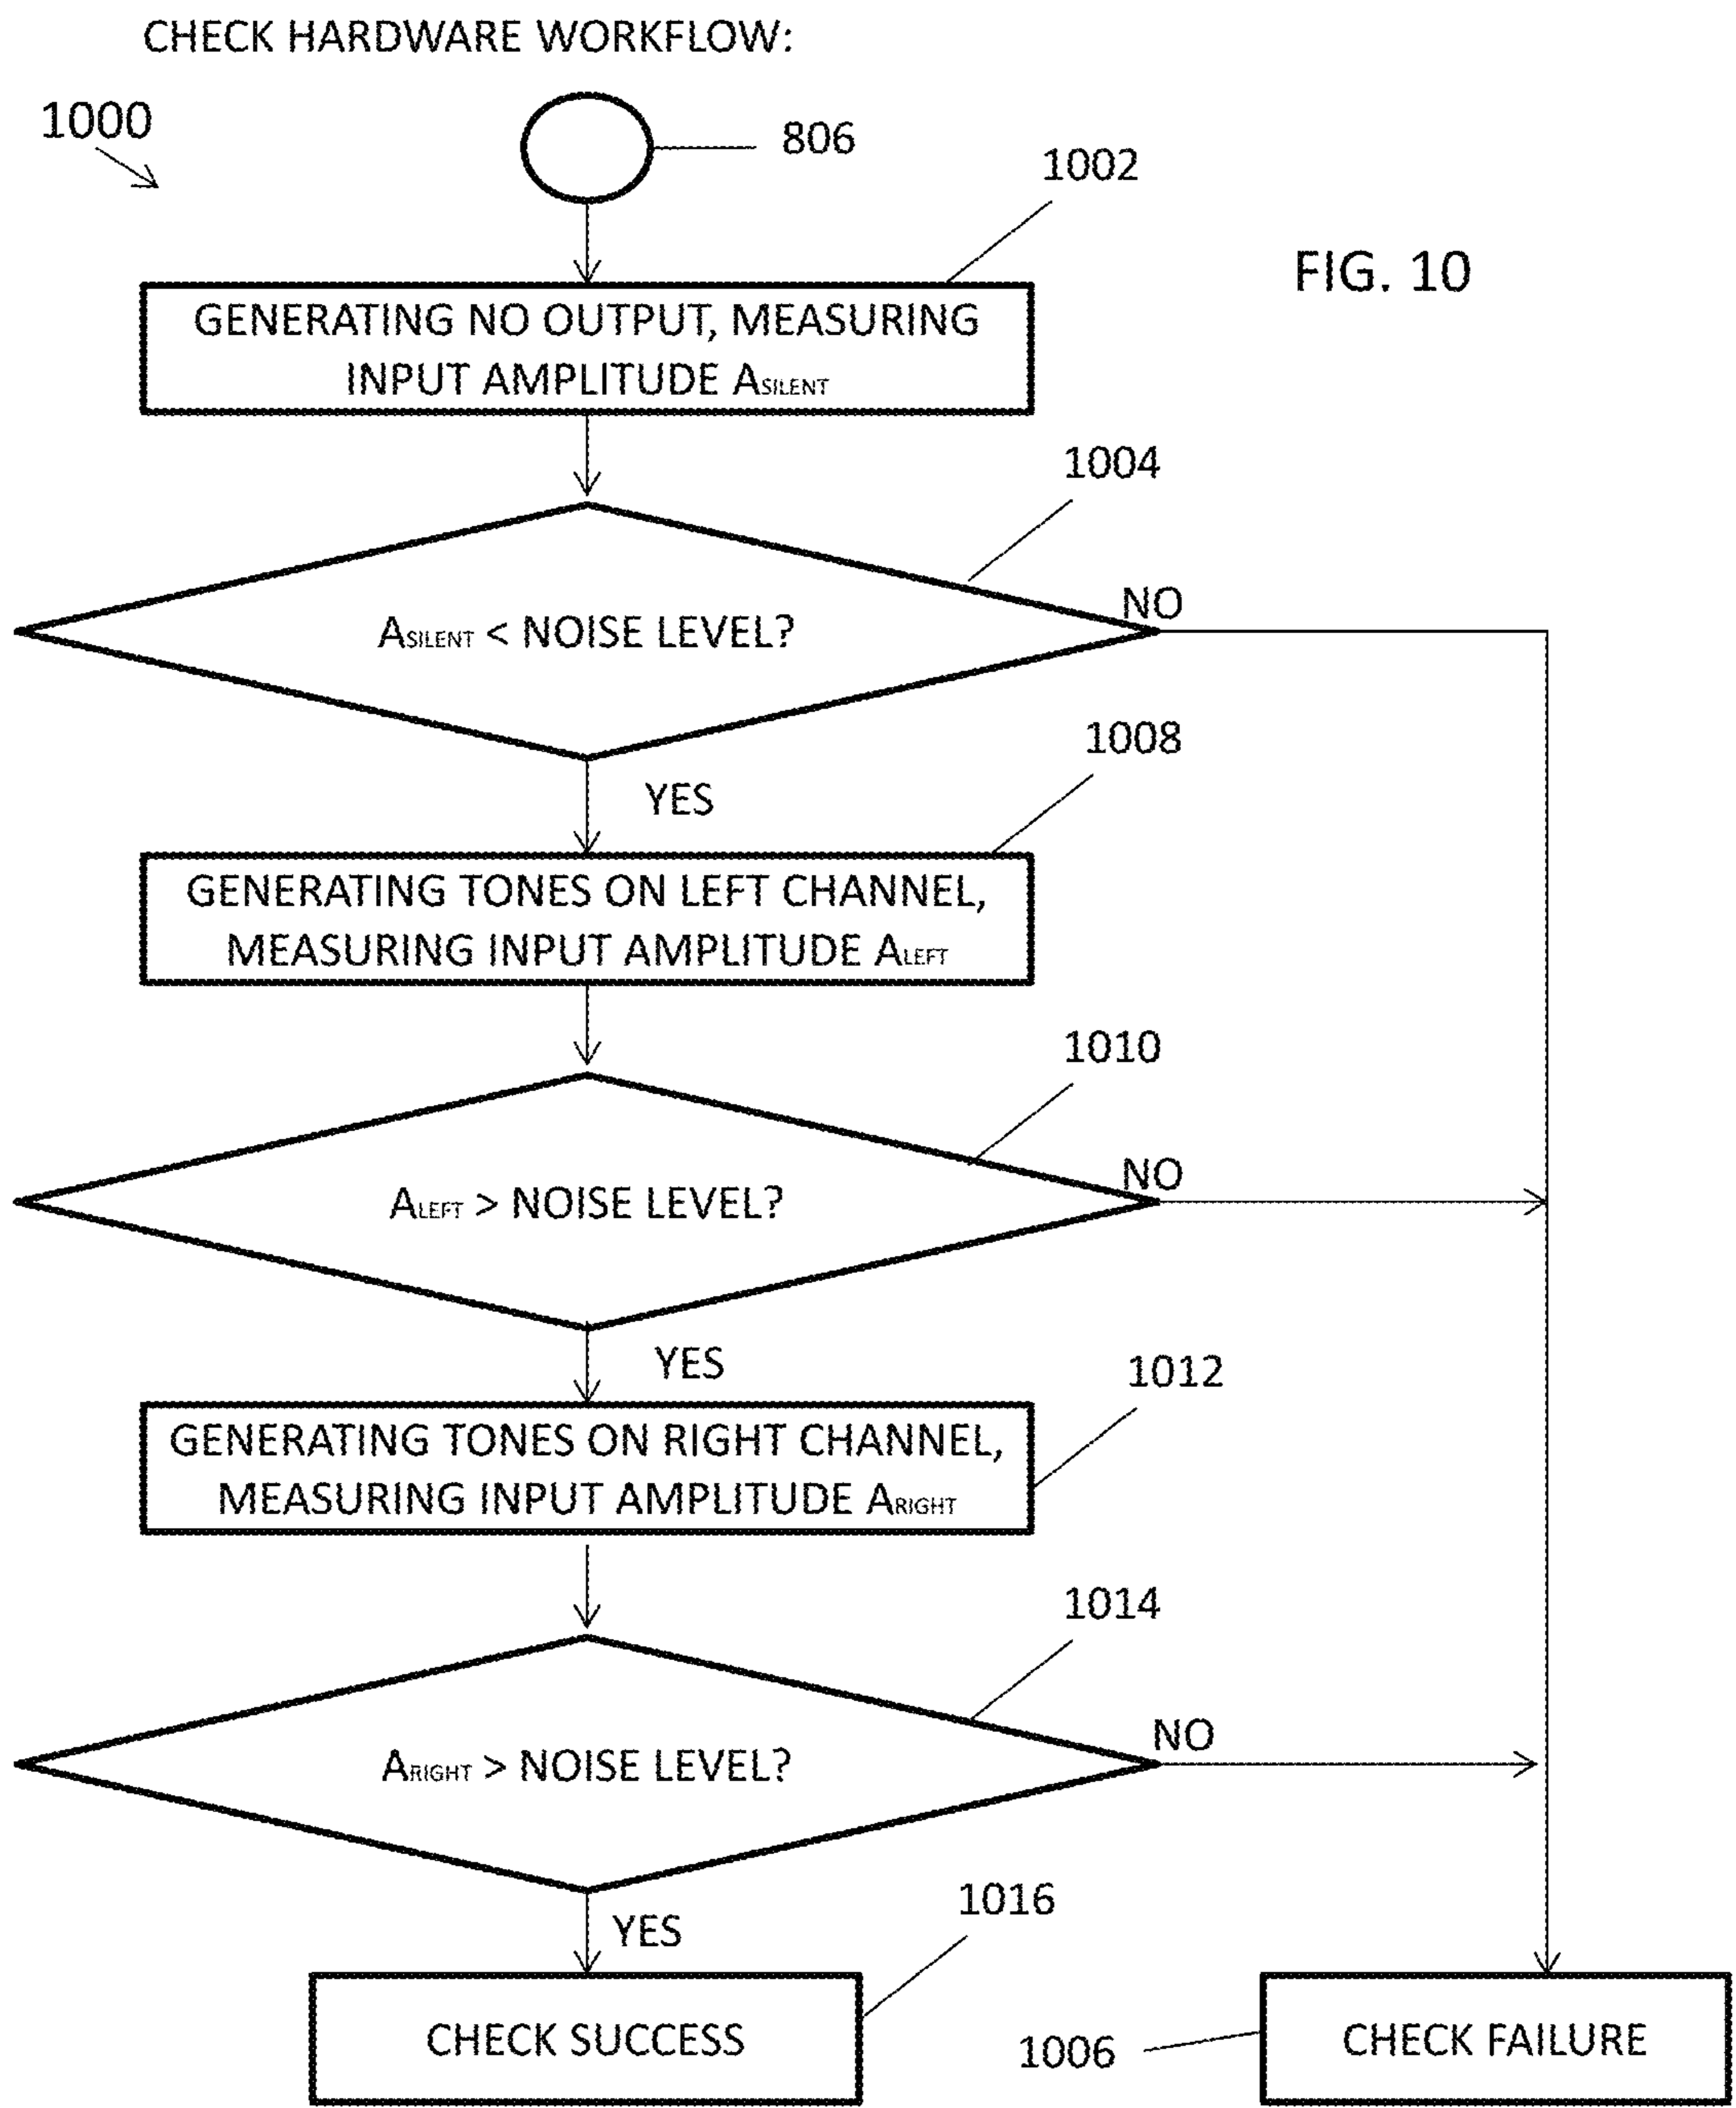 CHECK HARDWARE WORKFLOW:
1000
806
1002
FIG. 10
GENERATING NO OUTPUT, MEASURING
INPUT AMPLITUDE ASILENT
1004
ASILENT < NOISE LEVEL?
NO
YES
1008
GENERATING TONES ON LEFT CHANNEL,
MEASURING INPUT AMPLITUDE ALEFT
1010
ALEFT > NOISE LEVEL?
NO
YES
1012
GENERATING TONES ON RIGHT CHANNEL,
MEASURING INPUT AMPLITUDE ARIGHT
1014
ARIGHT > NOISE LEVEL?
NO
YES
1016
CHECK SUCCESS
1006
CHECK FAILURE